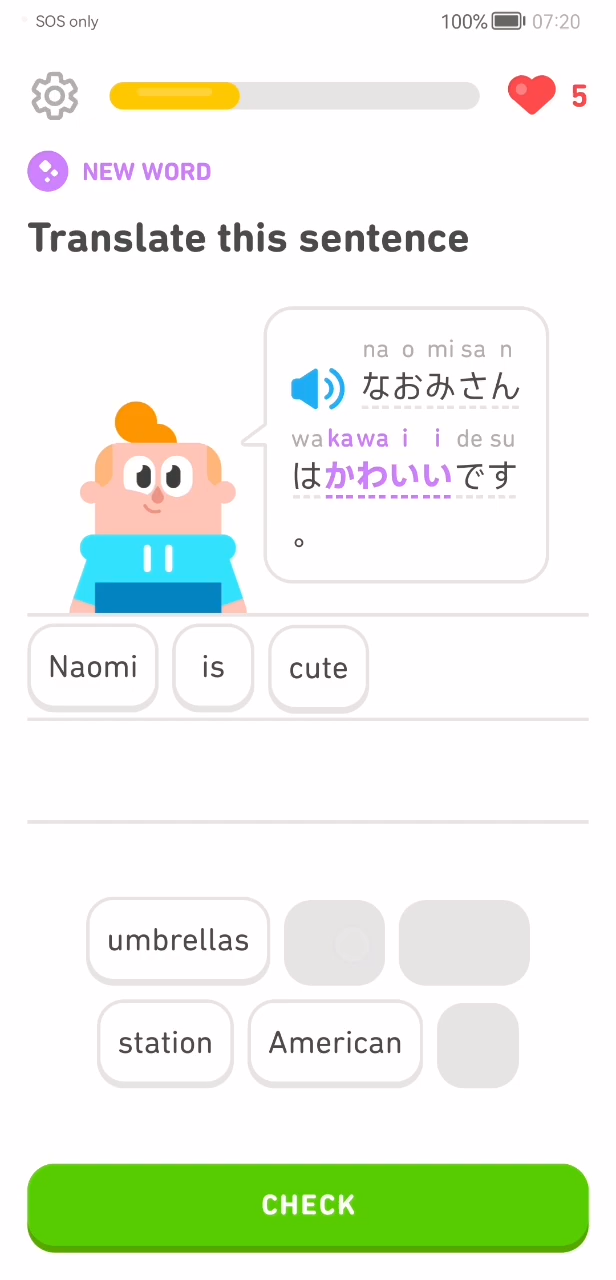 SOS only 100% 07:20
5
NEW WORD
Translate this sentence
na o mi sa n
なおみさん
wa kawa i i de su
はかわいいです
。
Naomi is cute
umbrellas
station American
CHECK